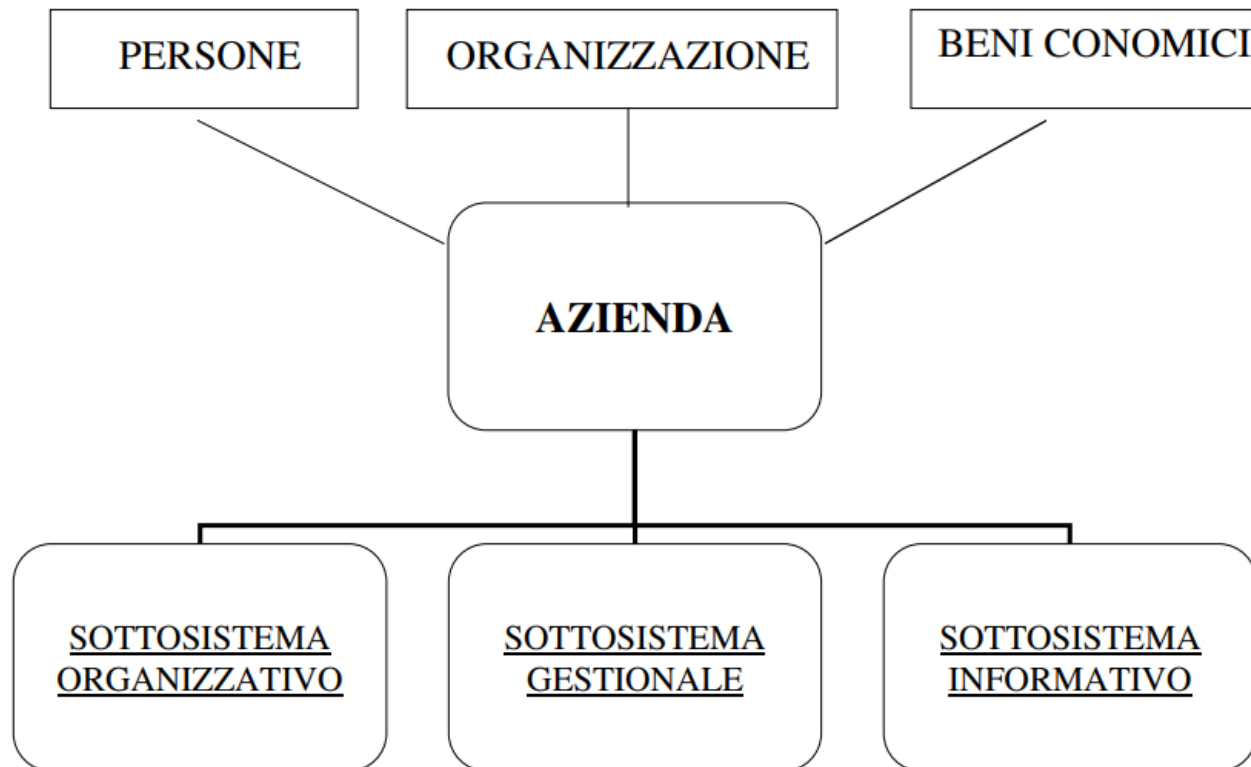 PERSONE
ORGANIZZAZIONE
BENI CONOMICI
AZIENDA
SOTTOSISTEMA
ORGANIZZATIVO
SOTTOSISTEMA
GESTIONALE
SOTTOSISTEMA
INFORMATIVO